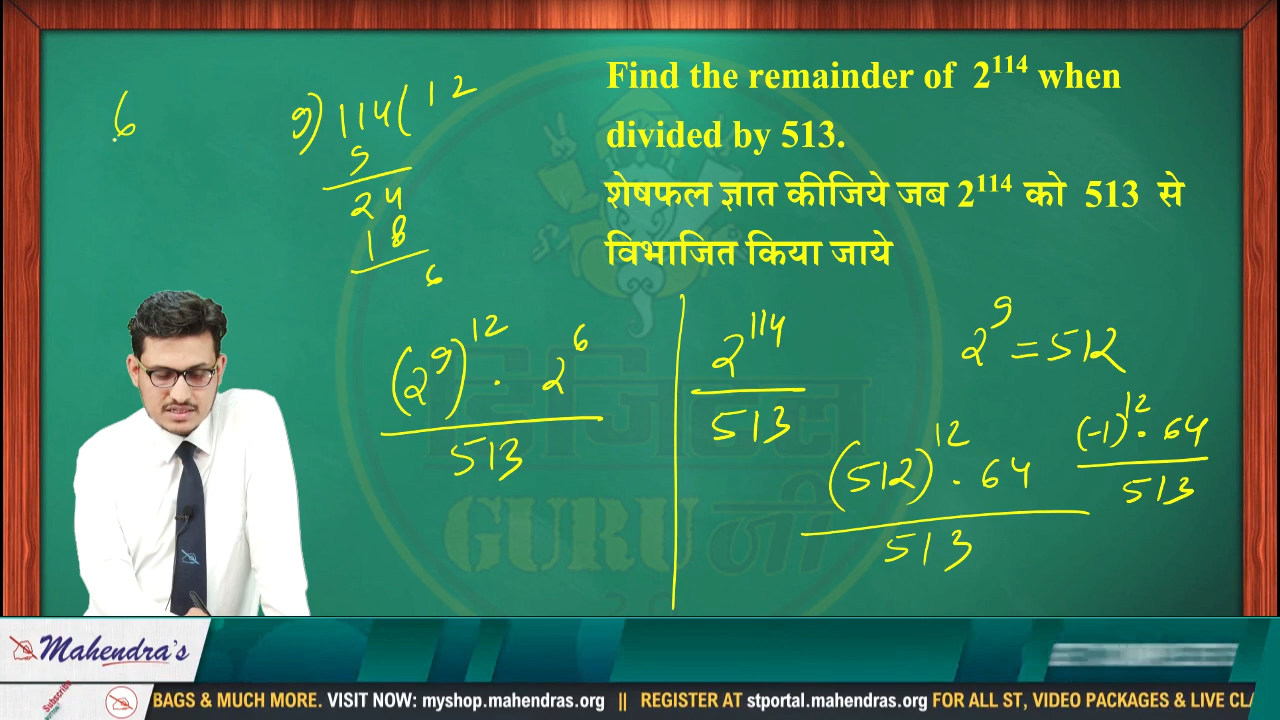 Find the remainder of 2¹¹⁴ when
divided by 513.
शेषफल ज्ञात कीजिये जब 2¹¹⁴ को 513 से
विभाजित किया जाये
6
9)114(12
9
24
18
6
(2⁹)¹² · 2⁶
513
2¹¹⁴
513
2⁹ = 512
(512)¹² · 64
513
(-1)¹² · 64
513
डिजिटल
GURUजी
Mahendra's
Subscribe
BAGS & MUCH MORE. VISIT NOW: myshop.mahendras.org || REGISTER AT stportal.mahendras.org FOR ALL ST, VIDEO PACKAGES & LIVE CL